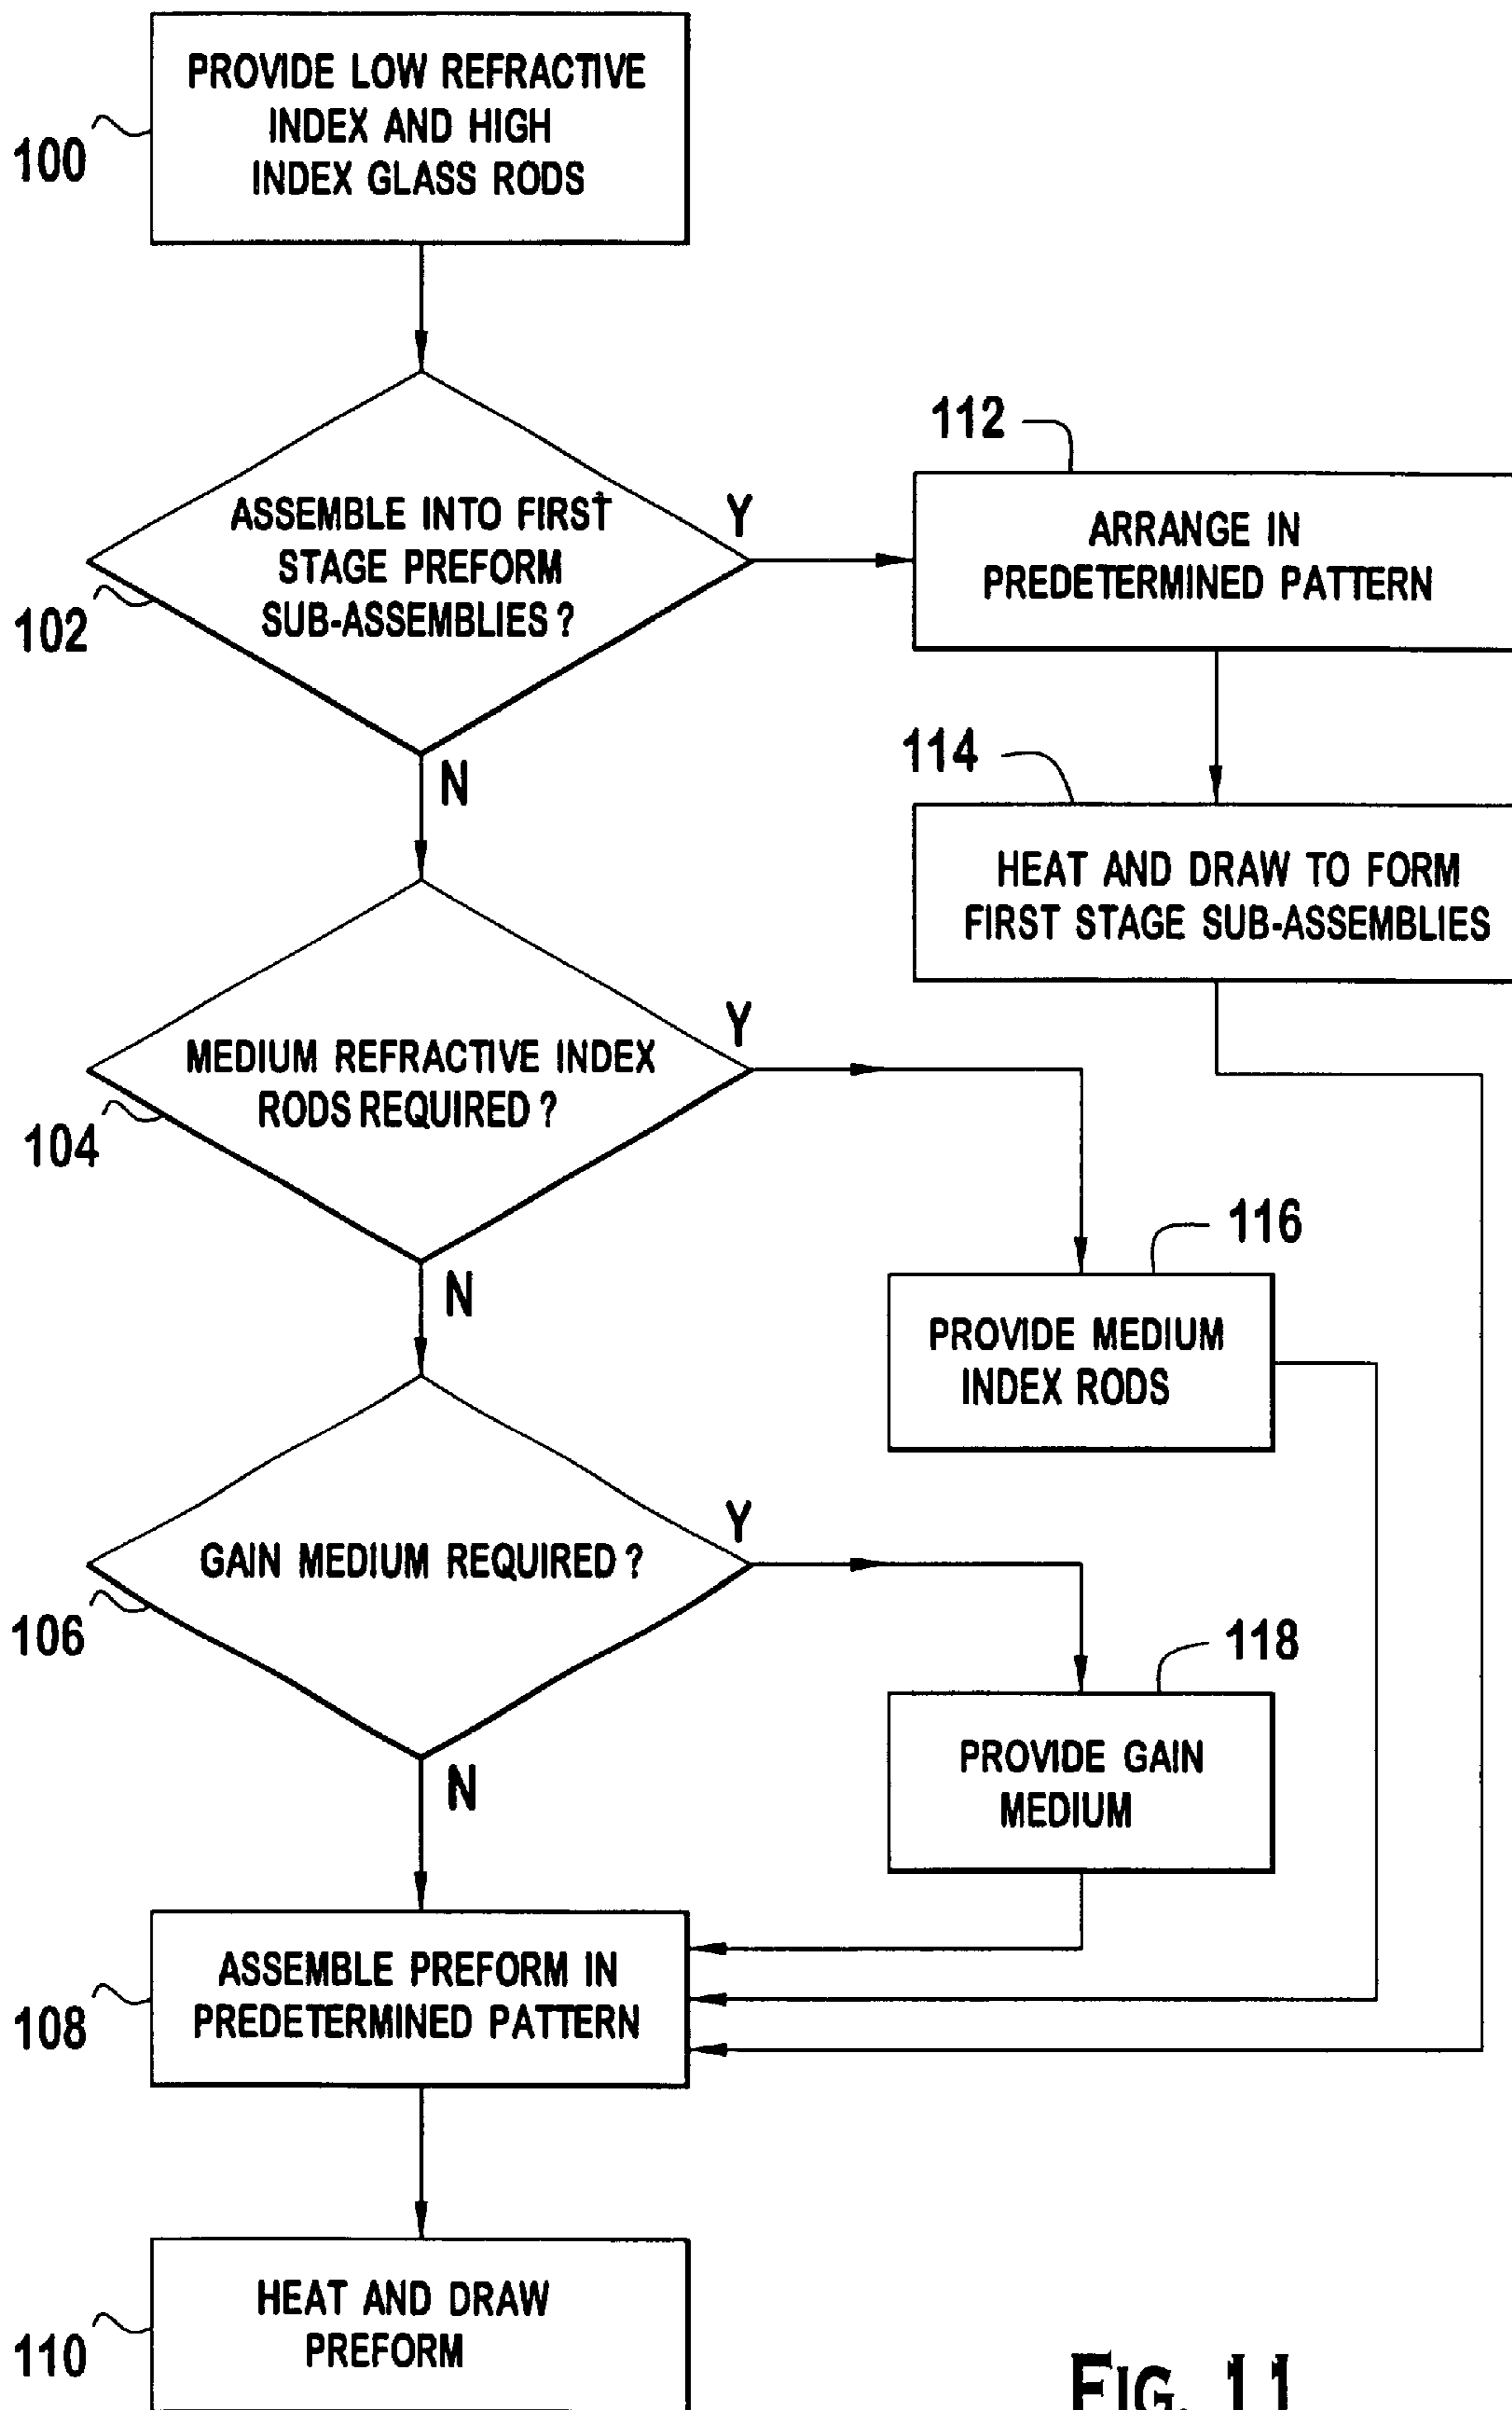 PROVIDE LOW REFRACTIVE
INDEX AND HIGH
INDEX GLASS RODS
100
112
ASSEMBLE INTO FIRST
STAGE PREFORM
SUB-ASSEMBLIES?
Y
102
N
ARRANGE IN
PREDETERMINED PATTERN
114
HEAT AND DRAW TO FORM
FIRST STAGE SUB-ASSEMBLIES
MEDIUM REFRACTIVE INDEX
RODS REQUIRED?
Y
104
N
116
PROVIDE MEDIUM
INDEX RODS
GAIN MEDIUM REQUIRED?
Y
106
N
118
PROVIDE GAIN
MEDIUM
ASSEMBLE PREFORM IN
PREDETERMINED PATTERN
108
HEAT AND DRAW
PREFORM
110
FIG. 11